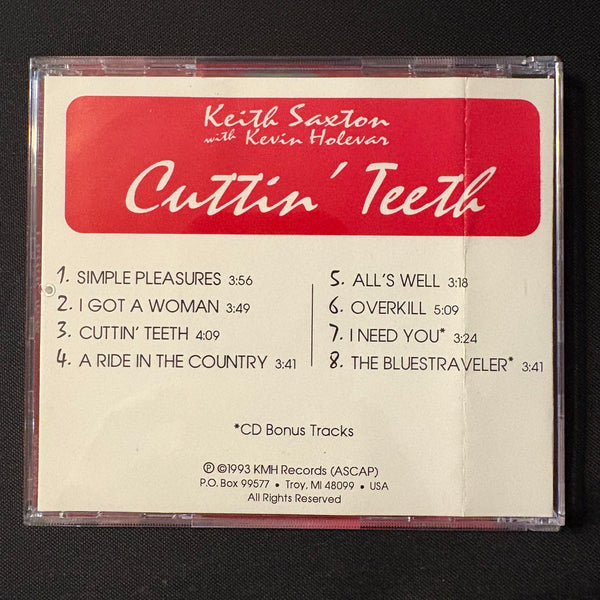 Keith Saxton
with Kevin Holevar
Cuttin' Teeth
1. SIMPLE PLEASURES 3:56
2. I GOT A WOMAN 3:49
3. CUTTIN' TEETH 4:09
4. A RIDE IN THE COUNTRY 3:41
5. ALL'S WELL 3:18
6. OVERKILL 5:09
7. I NEED YOU* 3:24
8. THE BLUESTRAVELER* 3:41
*CD Bonus Tracks
℗ ©1993 KMH Records (ASCAP)
P.O. Box 99577 • Troy, MI 48099 • USA
All Rights Reserved